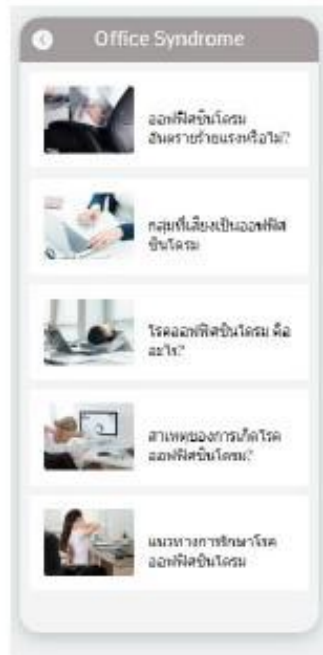 Office Syndrome
ออฟฟิศซินโดรม
อันตรายร้ายแรงหรือไม่?
กลุ่มที่เสี่ยงเป็นออฟฟิศ
ซินโดรม
โรคออฟฟิศซินโดรม คือ
อะไร?
สาเหตุของการเกิดโรค
ออฟฟิศซินโดรม?
แนวทางการรักษาโรค
ออฟฟิศซินโดรม